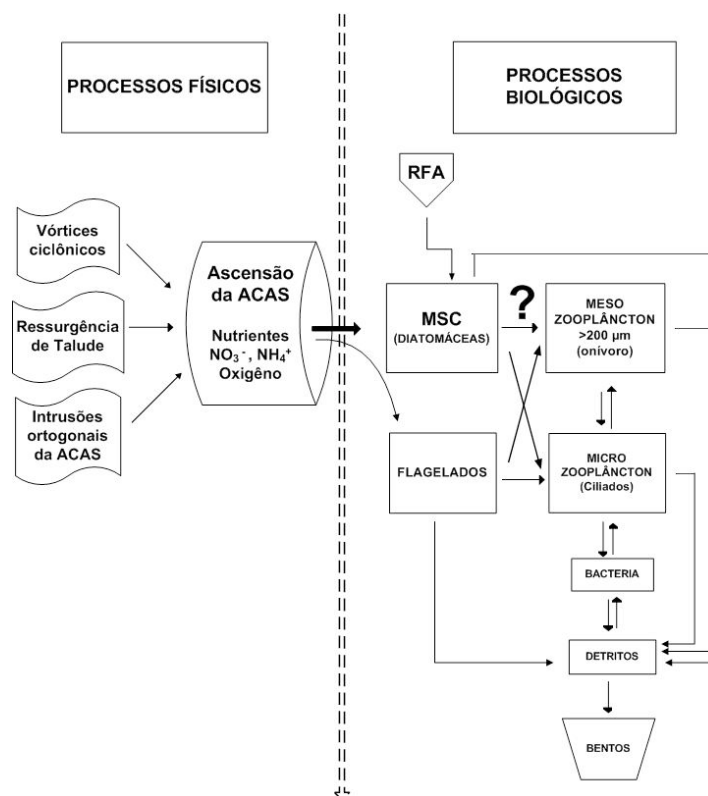 PROCESSOS FÍSICOS
PROCESSOS
BIOLÓGICOS
RFA
Vórtices
ciclônicos
Ressurgência
de Talude
Intrusões
ortogonais
da ACAS
Ascensão
da ACAS
Nutrientes
NO₃⁻, NH₄⁺
Oxigêno
MSC
(DIATOMÁCEAS)
?
MESO
ZOOPLÂNCTON
>200 µm
(onívoro)
FLAGELADOS
MICRO
ZOOPLÂNCTON
(Ciliados)
BACTERIA
DETRITOS
BENTOS